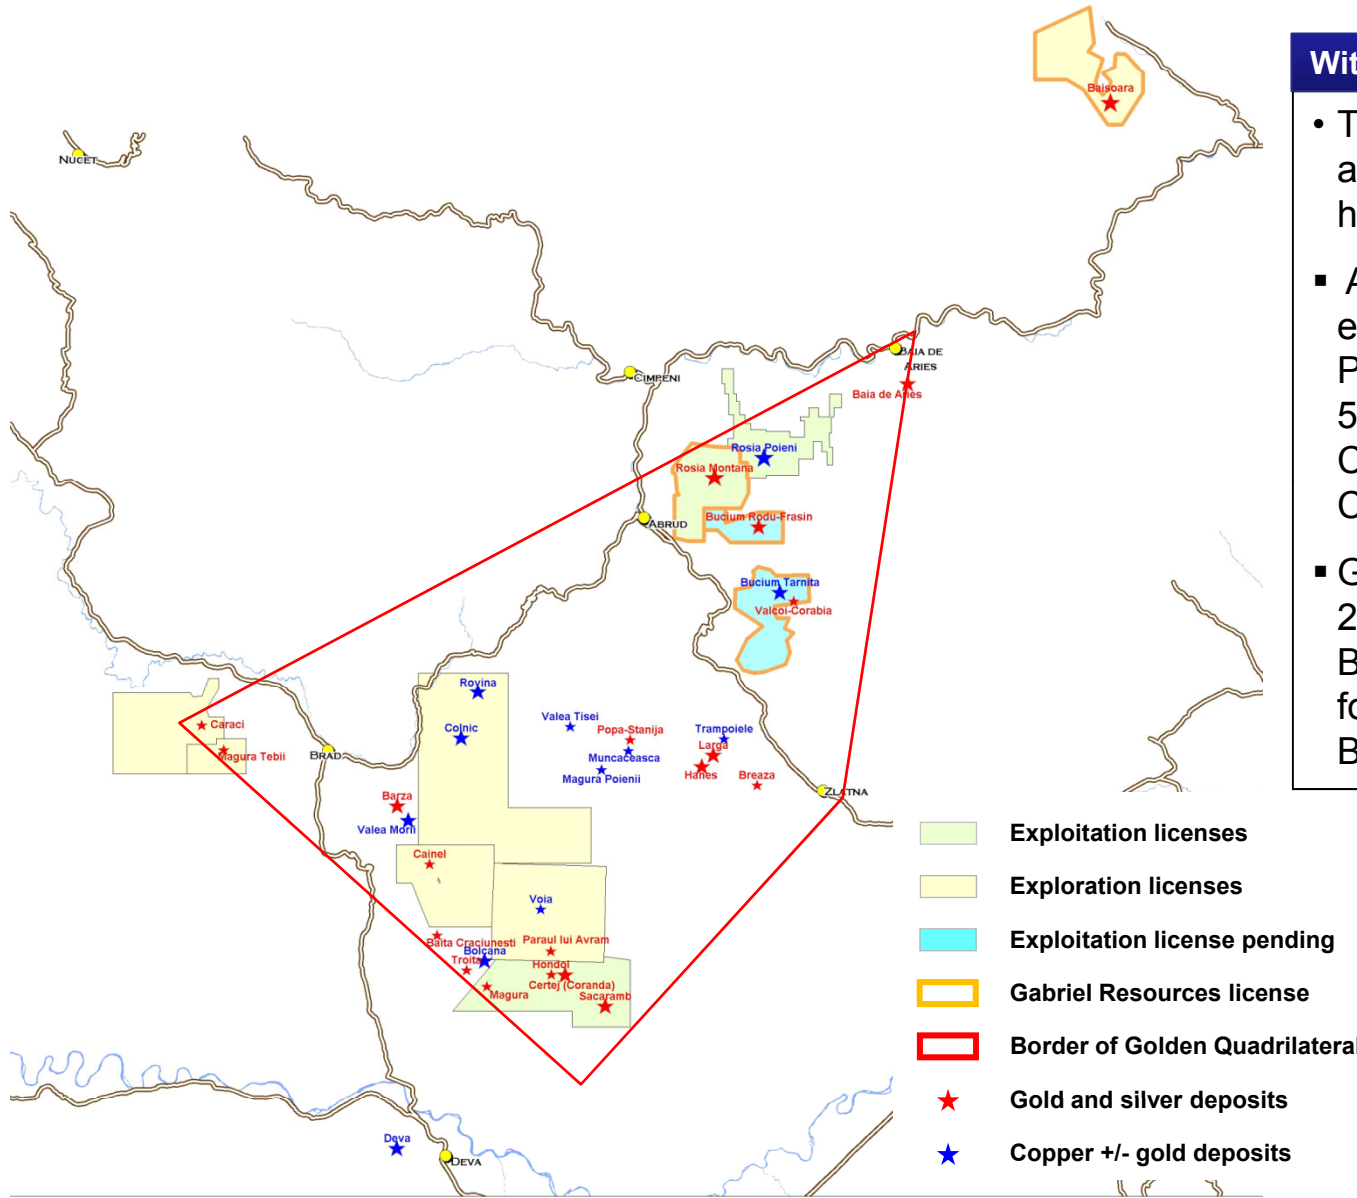 Baisoara
NUCET
BAIA DE
ARIES
CIMPENI
Baia de Aries
Rosia Poieni
Rosia Montana
Bucium Rodu-Frasin
ABRUD
Bucium Tarnita
Valcoi-Corabia
Rovina
Valea Tisei
Caraci
Colnic
Popa-Stanija
Trampoiele
Larga
Magura Tebii
BRAD
Muncaceasca
Magura Poienii
Hanes
Breaza
ZLATNA
Barza
Valea Morii
Cainel
Voia
Baita Craciunesti
Paraul lui Avram
Bolcana
Troita
Hondol
Certej (Coranda)
Magura
Sacaramb
Deva
DEVA
Wit
• T
a
h
▪ A
e
P
5
O
C
▪ G
2
B
fo
B
Exploitation licenses
Exploration licenses
Exploitation license pending
Gabriel Resources license
Border of Golden Quadrilateral
Gold and silver deposits
Copper +/- gold deposits